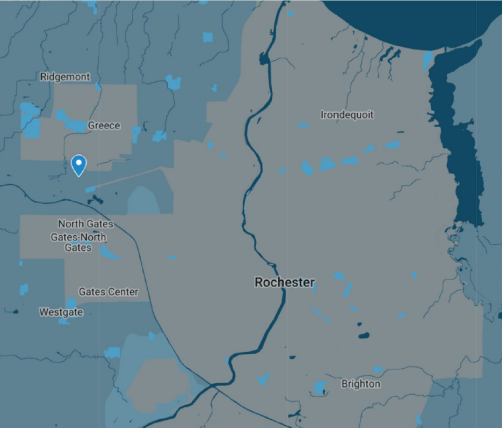 Ridgemont
Greece
Irondequoit
North Gates
Gates-North
Gates
Rochester
Gates Center
Westgate
Brighton